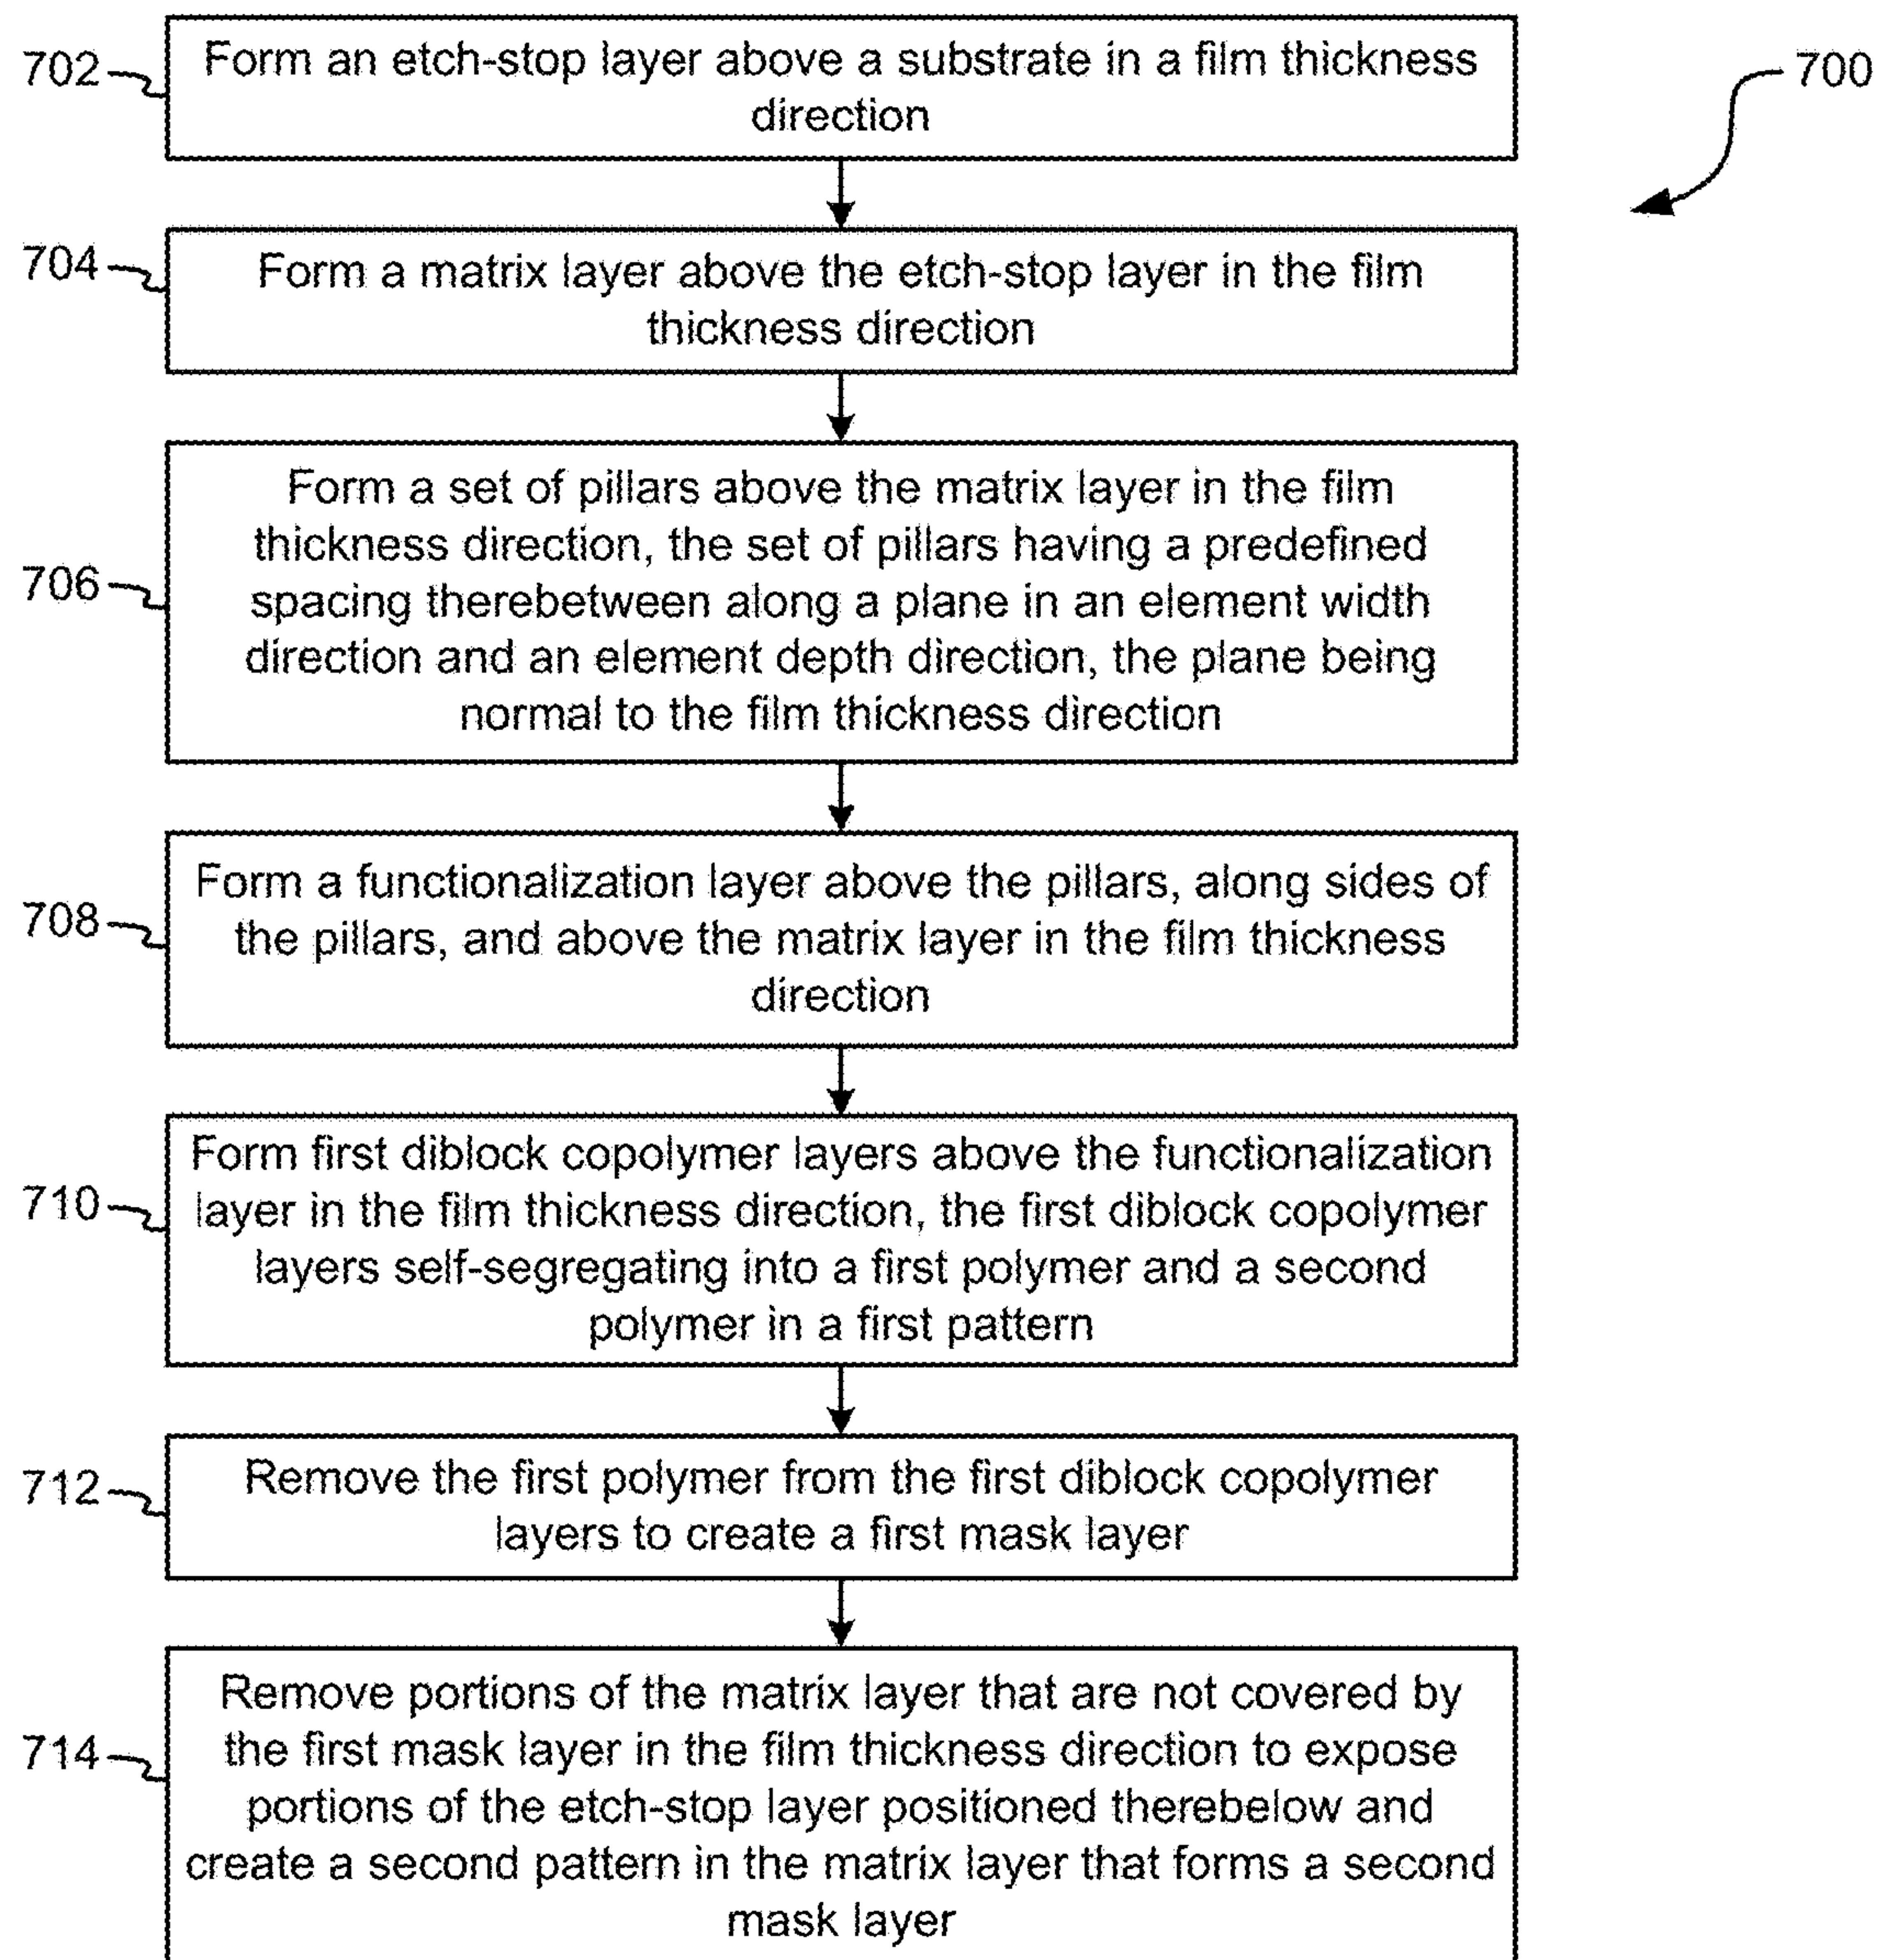 702
Form an etch-stop layer above a substrate in a film thickness
direction
700
704
Form a matrix layer above the etch-stop layer in the film
thickness direction
706
Form a set of pillars above the matrix layer in the film
thickness direction, the set of pillars having a predefined
spacing therebetween along a plane in an element width
direction and an element depth direction, the plane being
normal to the film thickness direction
708
Form a functionalization layer above the pillars, along sides of
the pillars, and above the matrix layer in the film thickness
direction
710
Form first diblock copolymer layers above the functionalization
layer in the film thickness direction, the first diblock copolymer
layers self-segregating into a first polymer and a second
polymer in a first pattern
712
Remove the first polymer from the first diblock copolymer
layers to create a first mask layer
714
Remove portions of the matrix layer that are not covered by
the first mask layer in the film thickness direction to expose
portions of the etch-stop layer positioned therebelow and
create a second pattern in the matrix layer that forms a second
mask layer